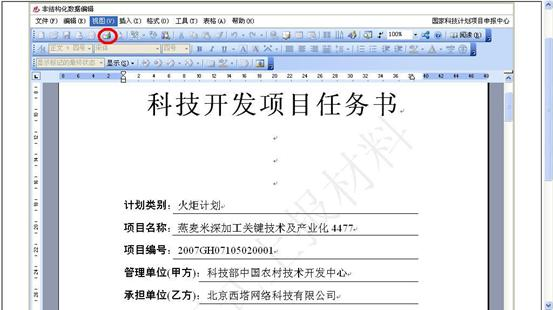 非结构化数据编辑
文件(F) 编辑(E) 视图(V) 插入(I) 格式(O) 工具(T) 表格(A) 帮助(H) 国家科技计划项目申报中心
100% 阅读(R)
正文 + 四号 宋体 四号
显示标记的最终状态 显示(S)
科技开发项目任务书
计划类别: 火炬计划
项目名称: 燕麦米深加工关键技术及产业化 4477
项目编号: 2007GH07105020001
管理单位(甲方): 科技部中国农村技术开发中心
承担单位(乙方): 北京西塔网络科技有限公司
报材料